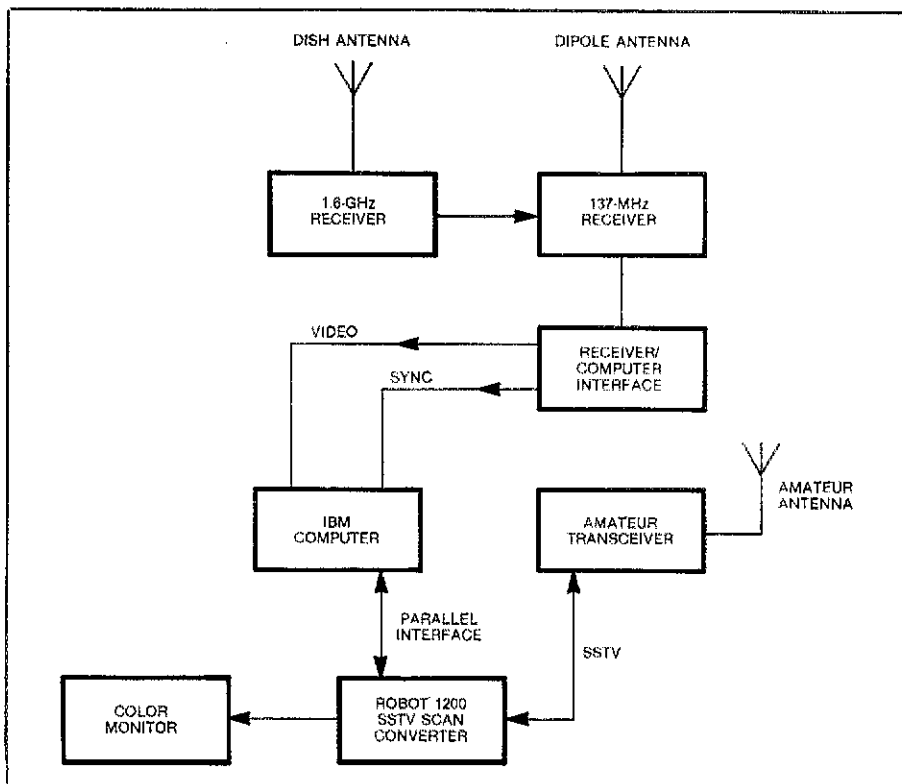 DISH ANTENNA
DIPOLE ANTENNA
1.6-GHz
RECEIVER
137-MHz
RECEIVER
VIDEO
SYNC
RECEIVER/
COMPUTER
INTERFACE
IBM
COMPUTER
AMATEUR
TRANSCEIVER
AMATEUR
ANTENNA
PARALLEL
INTERFACE
SSTV
COLOR
MONITOR
ROBOT 1200
SSTV SCAN
CONVERTER